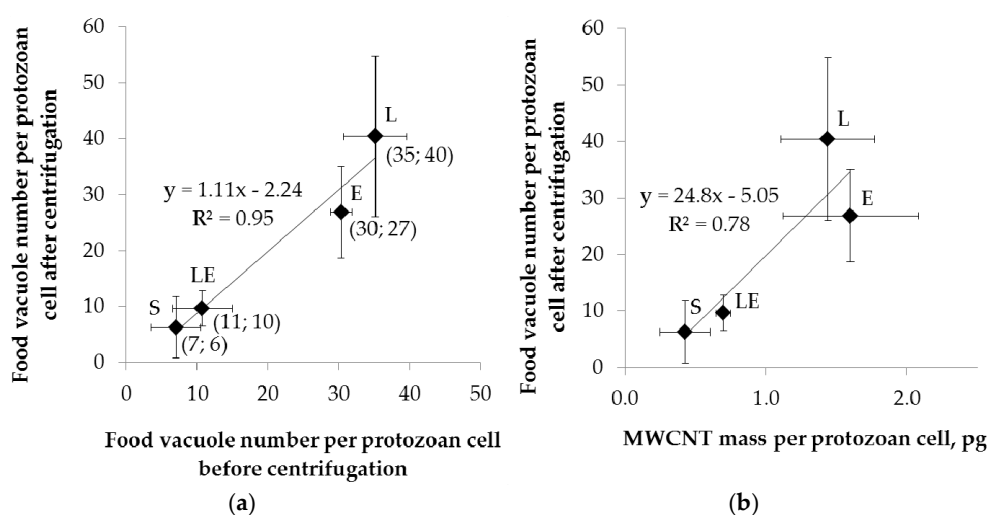 Food vacuole number per protozoan
cell after centrifugation
60
50
40
30
20
10
0
0
10
20
30
40
50
L
(35; 40)
E
(30; 27)
y = 1.11x - 2.24
R² = 0.95
LE
(11; 10)
S
(7; 6)
Food vacuole number per protozoan cell
before centrifugation
(a)
Food vacuole number per protozoan
cell after centrifugation
60
50
40
30
20
10
0
0.0
1.0
2.0
L
E
y = 24.8x - 5.05
R² = 0.78
S
LE
MWCNT mass per protozoan cell, pg
(b)